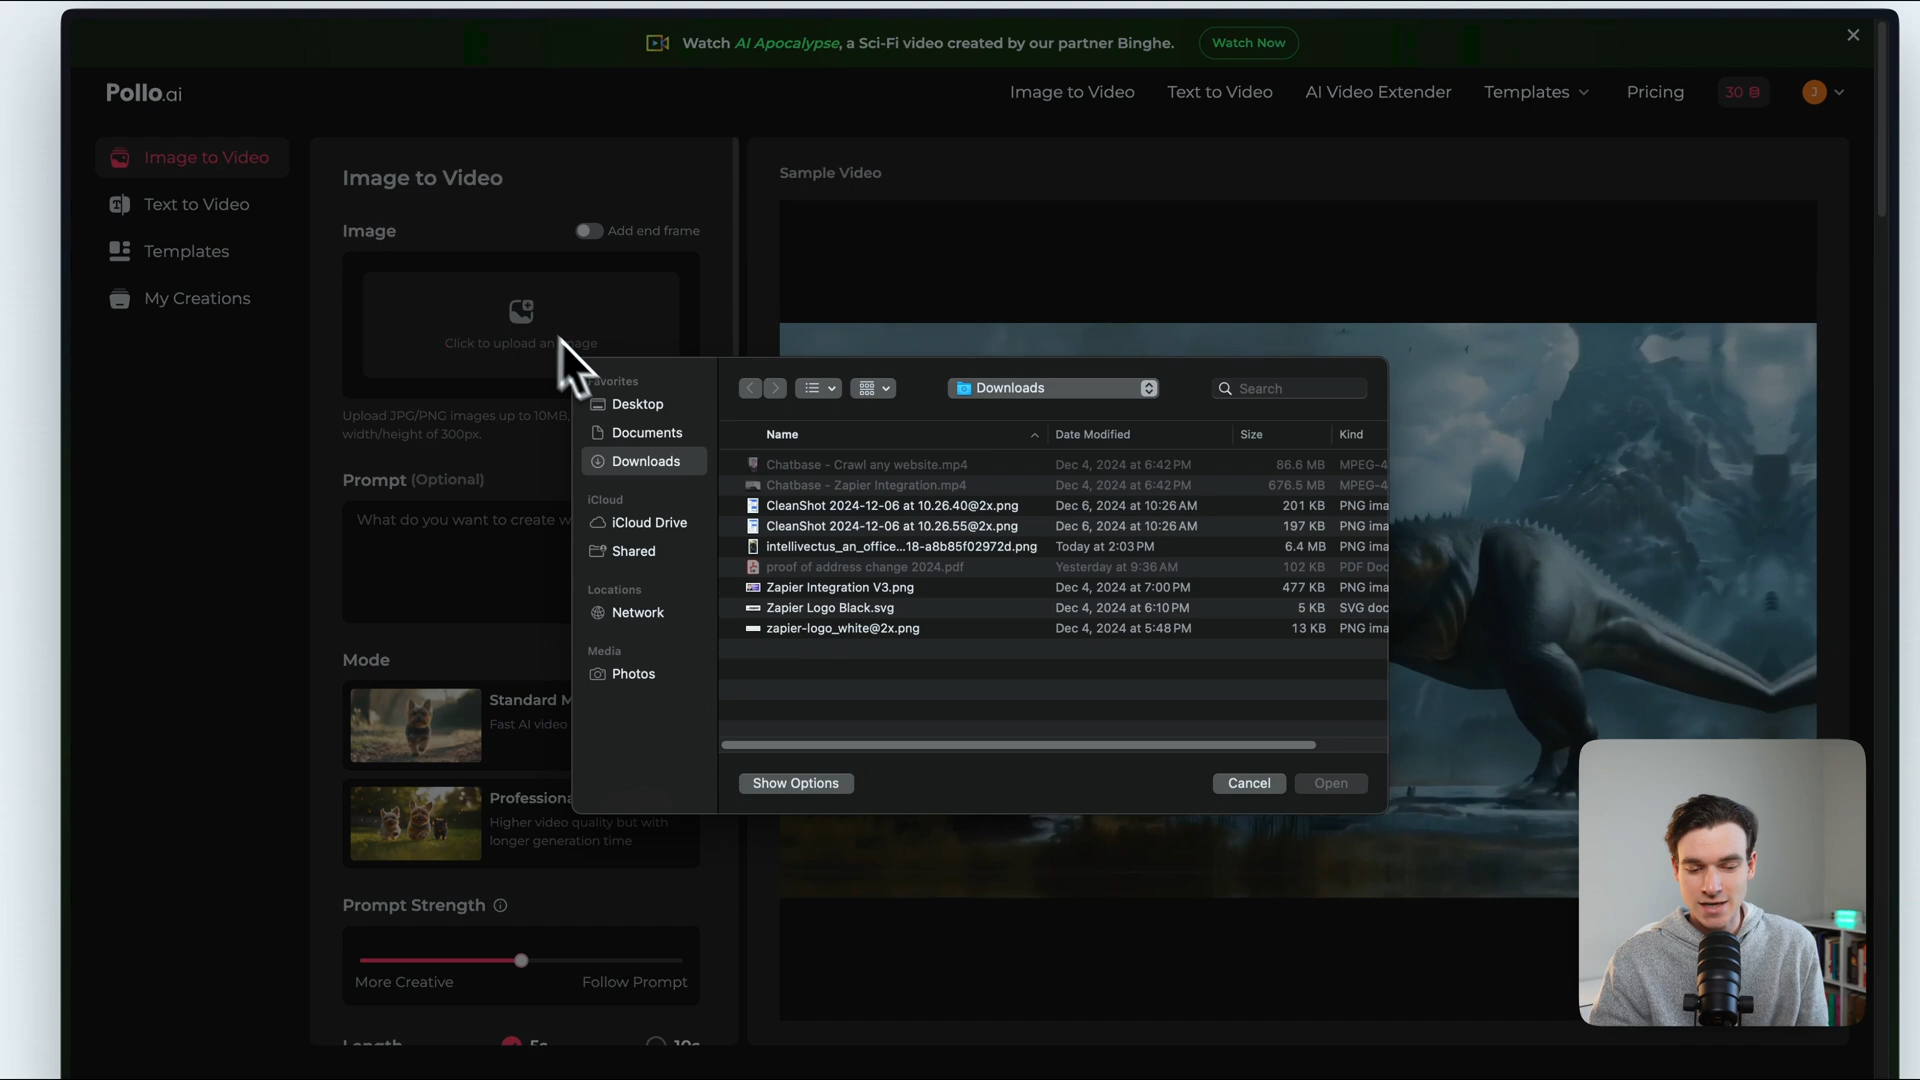 Watch AI Apocalypse, a Sci-Fi video created by our partner Binghe.
Watch Now
Pollo.ai
Image to Video
Text to Video
AI Video Extender
Templates
Pricing
30
J
Image to Video
Text to Video
Templates
My Creations
Image to Video
Image
Add end frame
Click to upload an image
Upload JPG/PNG images up to 10MB,
width/height of 300px.
Prompt (Optional)
What do you want to create w
Mode
Standard M
Fast AI video
Professiona
Higher video quality but with
longer generation time
Prompt Strength
More Creative
Follow Prompt
Length
5s
10s
Sample Video
Favorites
Desktop
Documents
Downloads
iCloud
iCloud Drive
Shared
Locations
Network
Media
Photos
Downloads
Search
Name Date Modified Size Kind
Chatbase - Crawl any website.mp4 Dec 4, 2024 at 6:42 PM 86.6 MB MPEG-4
Chatbase - Zapier Integration.mp4 Dec 4, 2024 at 6:42 PM 676.5 MB MPEG-4
CleanShot 2024-12-06 at 10.26.40@2x.png Dec 6, 2024 at 10:26 AM 201 KB PNG ima
CleanShot 2024-12-06 at 10.26.55@2x.png Dec 6, 2024 at 10:26 AM 197 KB PNG ima
intellivectus_an_office...18-a8b85f02972d.png Today at 2:03 PM 6.4 MB PNG ima
proof of address change 2024.pdf Yesterday at 9:36 AM 102 KB PDF Doc
Zapier Integration V3.png Dec 4, 2024 at 7:00 PM 477 KB PNG ima
Zapier Logo Black.svg Dec 4, 2024 at 6:10 PM 5 KB SVG doc
zapier-logo_white@2x.png Dec 4, 2024 at 5:48 PM 13 KB PNG ima
Show Options
Cancel
Open